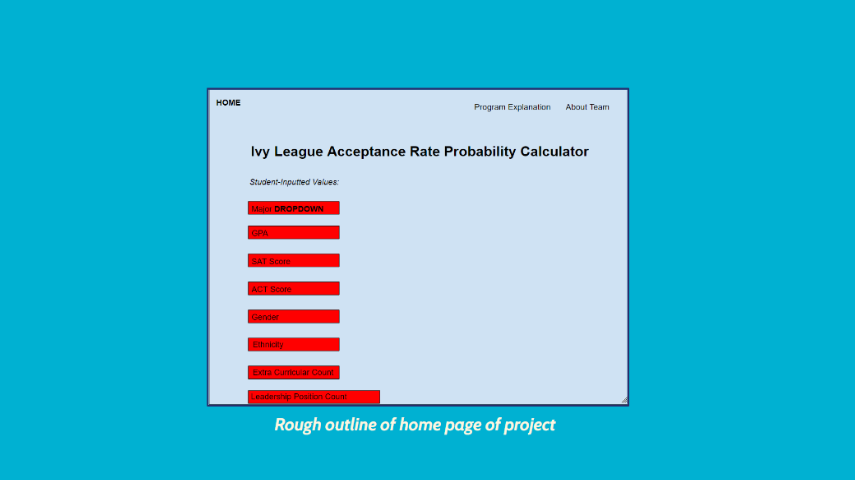 HOME
Program Explanation About Team
Ivy League Acceptance Rate Probability Calculator
Student-Inputted Values:
Major DROPDOWN
GPA
SAT Score
ACT Score
Gender
Ethnicity
Extra Curricular Count
Leadership Position Count
Rough outline of home page of project